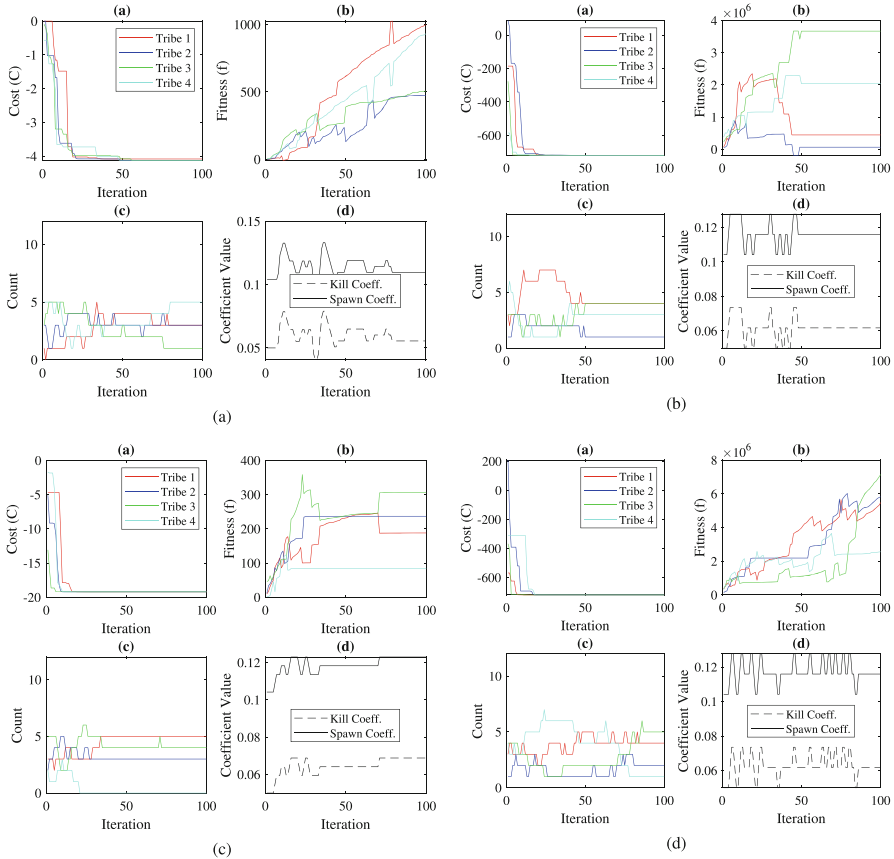 (a)
0
-1
-2
-3
-4
Cost (C)
0
50
100
Iteration
Tribe 1
Tribe 2
Tribe 3
Tribe 4
(b)
1000
500
0
Fitness (f)
0
50
100
Iteration
(c)
10
5
0
Count
0
50
100
Iteration
(d)
0.15
0.1
0.05
Coefficient Value
Kill Coeff.
Spawn Coeff.
0
50
100
Iteration
(a)
(a)
0
-200
-400
-600
Cost (C)
0
50
100
Iteration
Tribe 1
Tribe 2
Tribe 3
Tribe 4
(b)
× 10⁶
4
3
2
1
0
Fitness (f)
0
50
100
Iteration
(c)
10
5
0
Count
0
50
100
Iteration
(d)
0.12
0.1
0.08
0.06
Coefficient Value
Kill Coeff.
Spawn Coeff.
0
50
100
Iteration
(b)
(a)
0
-5
-10
-15
-20
Cost (C)
0
50
100
Iteration
Tribe 1
Tribe 2
Tribe 3
Tribe 4
(b)
400
300
200
100
0
Fitness (f)
0
50
100
Iteration
(c)
10
5
0
Count
0
50
100
Iteration
(d)
0.12
0.1
0.08
0.06
Coefficient Value
Kill Coeff.
Spawn Coeff.
0
50
100
Iteration
(c)
(a)
200
0
-200
-400
-600
Cost (C)
0
50
100
Iteration
Tribe 1
Tribe 2
Tribe 3
Tribe 4
(b)
× 10⁶
8
6
4
2
0
Fitness (f)
0
50
100
Iteration
(c)
10
5
0
Count
0
50
100
Iteration
(d)
0.12
0.1
0.08
0.06
Coefficient Value
Kill Coeff.
Spawn Coeff.
0
50
100
Iteration
(d)